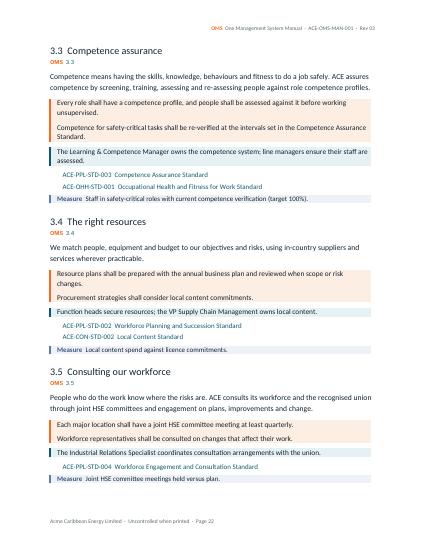 OMS One Management System Manual - ACE-OMS-MAN-001 - Rev 03
3.3 Competence assurance
OMS 3.3
Competence means having the skills, knowledge, behaviours and fitness to do a job safely. ACE assures
competence by screening, training, assessing and re-assessing people against role competence profiles.
Every role shall have a competence profile, and people shall be assessed against it before working
unsupervised.
Competence for safety-critical tasks shall be re-verified at the intervals set in the Competence Assurance
Standard.
The Learning & Competence Manager owns the competence system; line managers ensure their staff are
assessed.
ACE-PPL-STD-003 Competence Assurance Standard
ACE-OHH-STD-001 Occupational Health and Fitness for Work Standard
Measure Staff in safety-critical roles with current competence verification (target 100%).
3.4 The right resources
OMS 3.4
We match people, equipment and budget to our objectives and risks, using in-country suppliers and
services wherever practicable.
Resource plans shall be prepared with the annual business plan and reviewed when scope or risk
changes.
Procurement strategies shall consider local content commitments.
Function heads secure resources; the VP Supply Chain Management owns local content.
ACE-PPL-STD-002 Workforce Planning and Succession Standard
ACE-CON-STD-002 Local Content Standard
Measure Local content spend against licence commitments.
3.5 Consulting our workforce
OMS 3.5
People who do the work know where the risks are. ACE consults its workforce and the recognised union
through joint HSE committees and engagement on plans, improvements and change.
Each major location shall have a joint HSE committee meeting at least quarterly.
Workforce representatives shall be consulted on changes that affect their work.
The Industrial Relations Specialist coordinates consultation arrangements with the union.
ACE-PPL-STD-004 Workforce Engagement and Consultation Standard
Measure Joint HSE committee meetings held versus plan.
Acme Caribbean Energy Limited - Uncontrolled when printed - Page 22